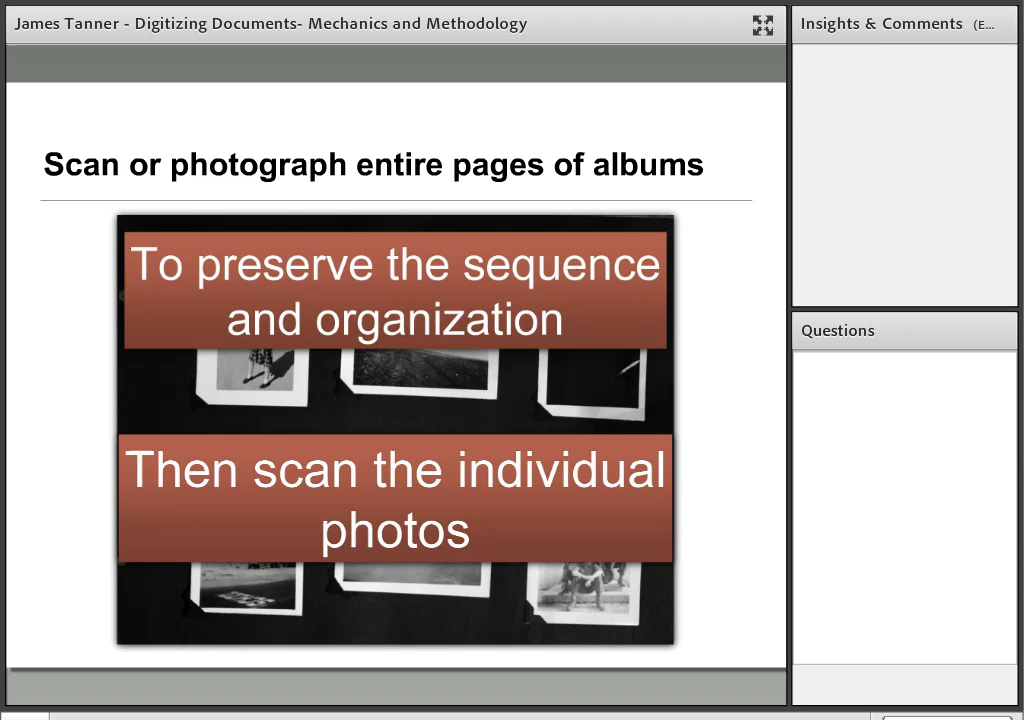 James Tanner - Digitizing Documents- Mechanics and Methodology
Insights & Comments (E...
Scan or photograph entire pages of albums
To preserve the sequence
and organization
Then scan the individual
photos
Questions